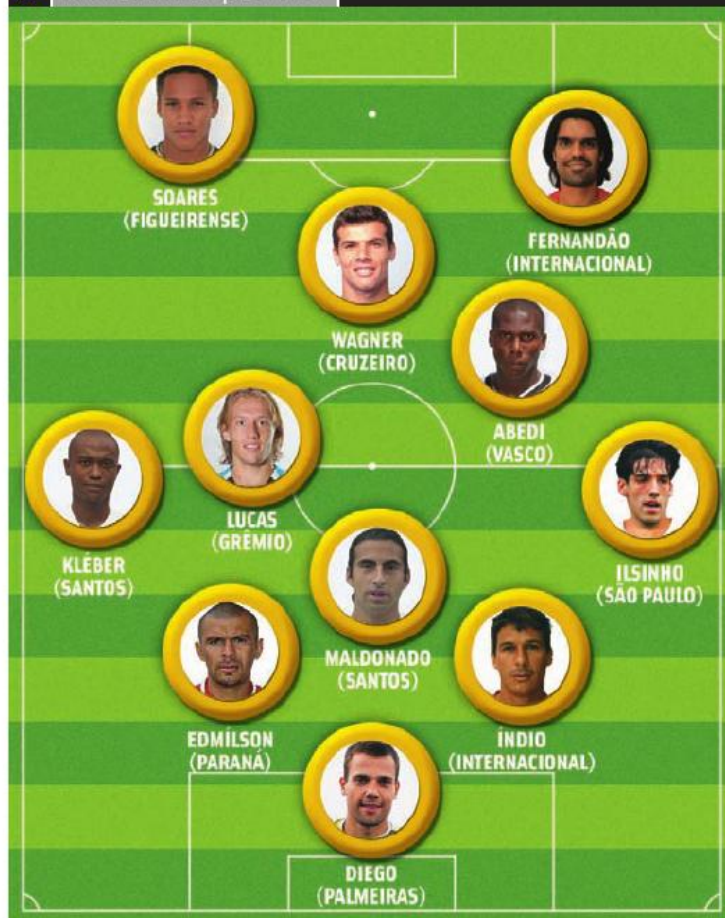 SOARES
(FIGUEIRENSE)
FERNANDÃO
(INTERNACIONAL)
WAGNER
(CRUZEIRO)
ABEDI
(VASCO)
LUCAS
(GRÊMIO)
KLÉBER
(SANTOS)
ILSINHO
(SÃO PAULO)
MALDONADO
(SANTOS)
EDMÍLSON
(PARANÁ)
ÍNDIO
(INTERNACIONAL)
DIEGO
(PALMEIRAS)